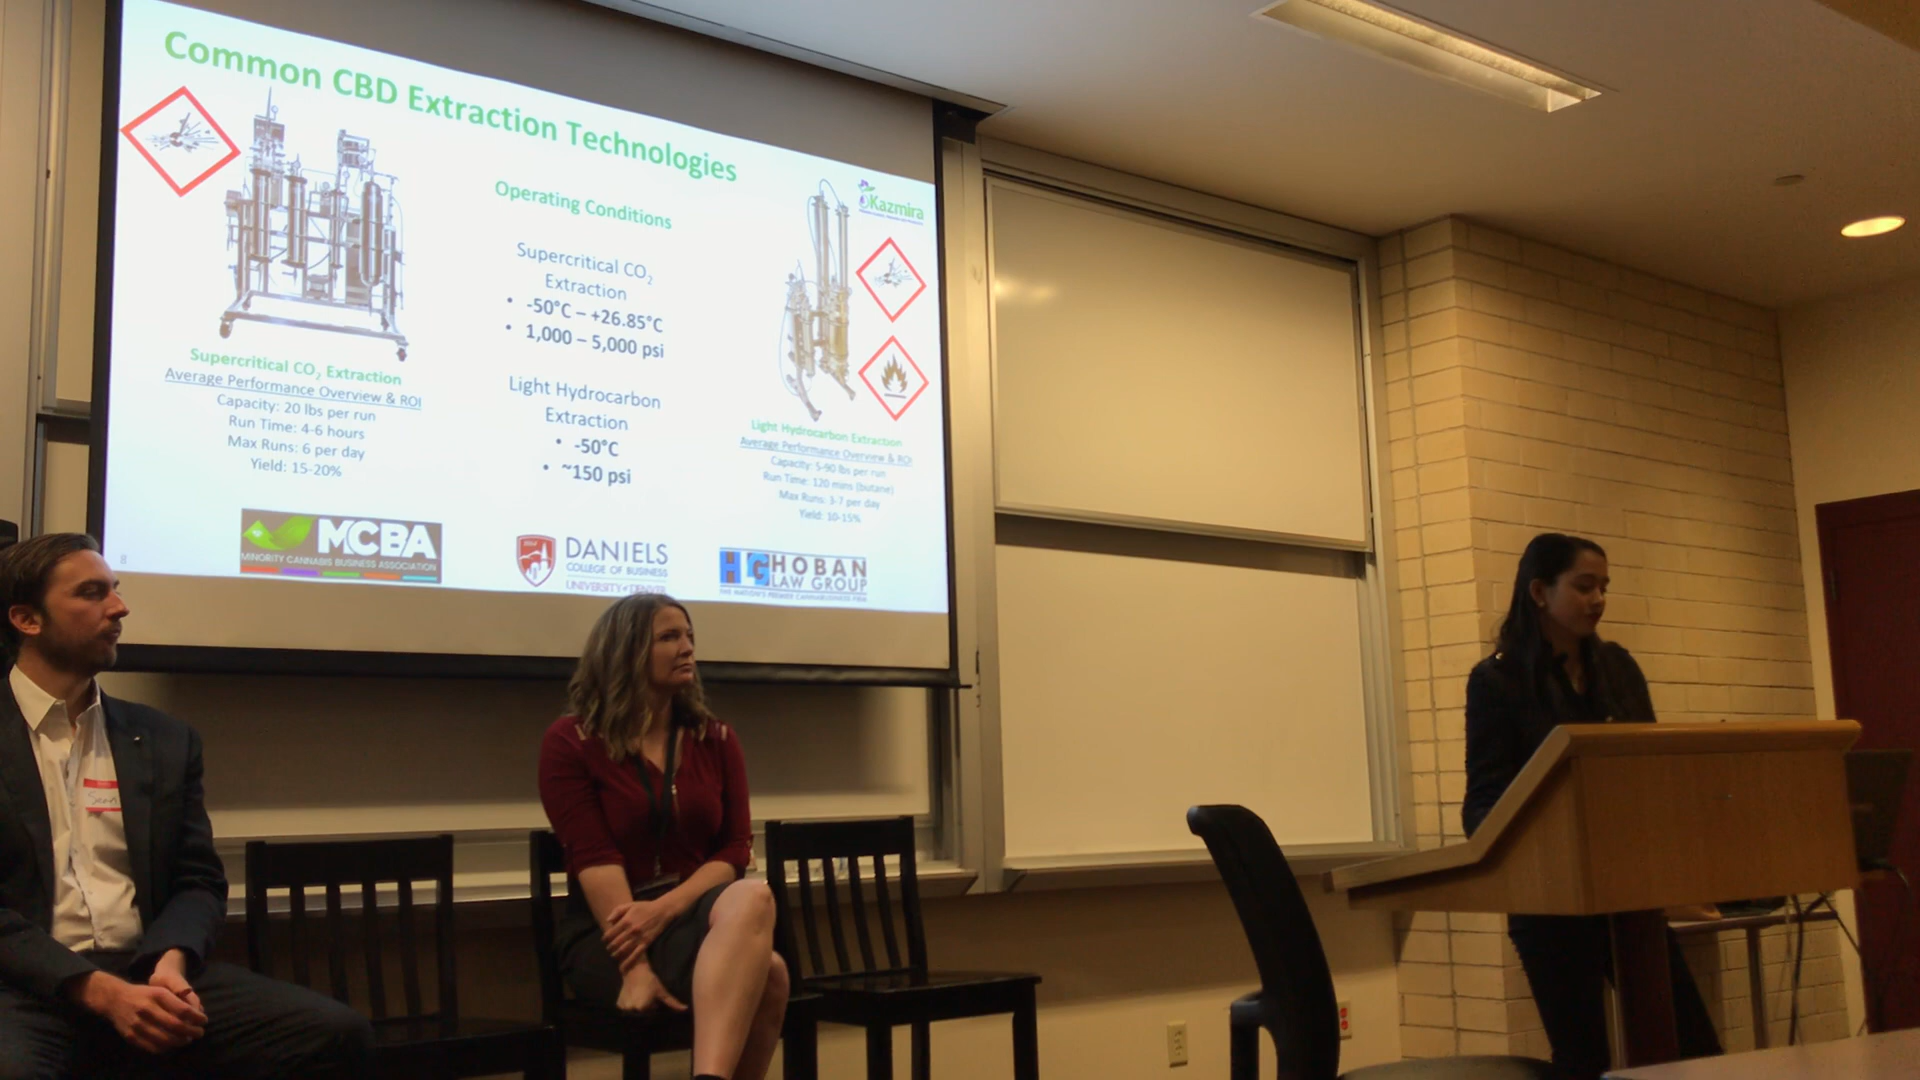 Common CBD Extraction Technologies
Kazmira
Operating Conditions
Supercritical CO₂
Extraction
• -50°C – +26.85°C
• 1,000 – 5,000 psi
Light Hydrocarbon
Extraction
• -50°C
• ~150 psi
Supercritical CO₂ Extraction
Average Performance Overview & ROI
Capacity: 20 lbs per run
Run Time: 4-6 hours
Max Runs: 6 per day
Yield: 15-20%
Light Hydrocarbon Extraction
Average Performance Overview & ROI
Capacity: 5-90 lbs per run
Run Time: 120 mins (butane)
Max Runs: 3-7 per day
Yield: 10-15%
8
MCBA
MINORITY CANNABIS BUSINESS ASSOCIATION
DANIELS
COLLEGE OF BUSINESS
UNIVERSITY of DENVER
HLG HOBAN
LAW GROUP
THE NATION'S PREMIER CANNABUSINESS FIRM
Sean